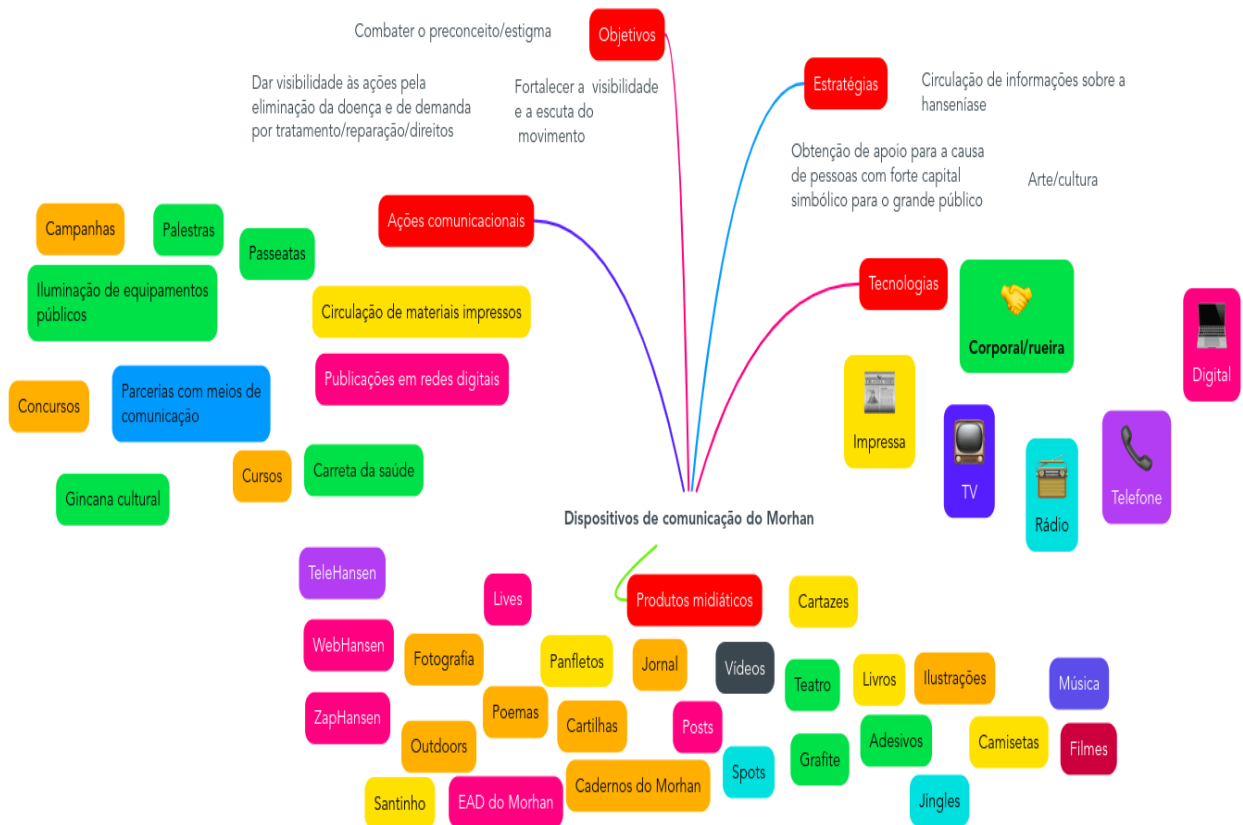 Objetivos
Combater o preconceito/estigma
Dar visibilidade às ações pela
eliminação da doença e de demanda
por tratamento/reparação/direitos
Fortalecer a visibilidade
e a escuta do
movimento
Estratégias
Circulação de informações sobre a
hanseníase
Obtenção de apoio para a causa
de pessoas com forte capital
simbólico para o grande público
Arte/cultura
Ações comunicacionais
Campanhas
Palestras
Passeatas
Iluminação de equipamentos
públicos
Circulação de materiais impressos
Publicações em redes digitais
Concursos
Parcerias com meios de
comunicação
Cursos
Carreta da saúde
Gincana cultural
Tecnologias
Corporal/rueira
Digital
Impressa
TV
Rádio
Telefone
Dispositivos de comunicação do Morhan
Produtos midiáticos
TeleHansen
Lives
Cartazes
WebHansen
Fotografia
Panfletos
Jornal
Vídeos
Teatro
Livros
Ilustrações
Música
ZapHansen
Outdoors
Poemas
Cartilhas
Posts
Spots
Grafite
Adesivos
Camisetas
Filmes
Santinho
EAD do Morhan
Cadernos do Morhan
Jingles